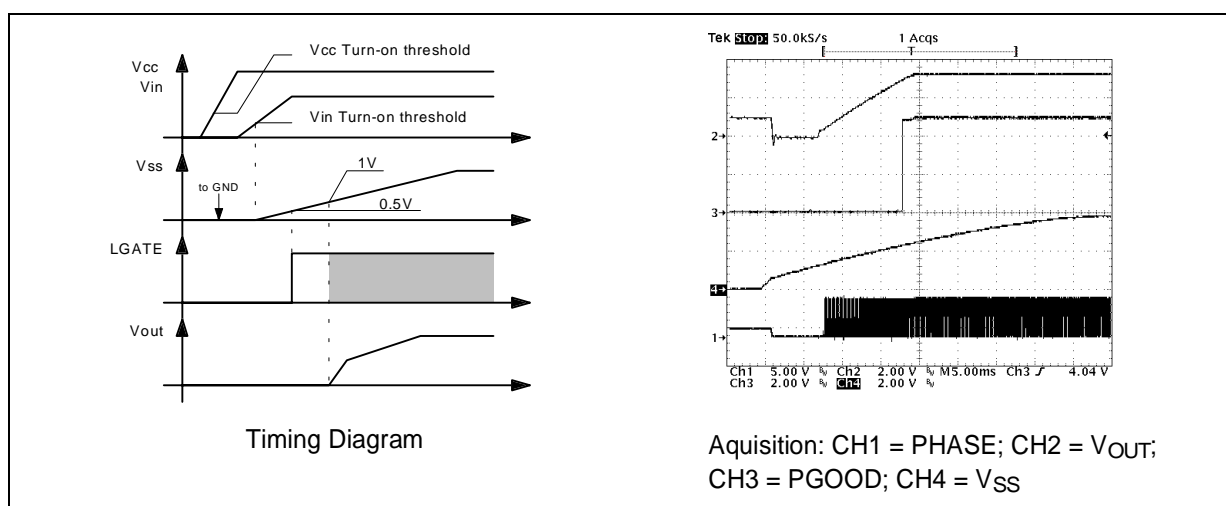 Vcc Turn-on threshold
Vcc
Vin
Vin Turn-on threshold
Vss
1V
to GND
0.5V
LGATE
Vout
Timing Diagram
Tek Stop: 50.0kS/s 1 Acqs
T
2→
3→
4→
1→
Ch1 5.00 V Ch2 2.00 V M5.00ms Ch3 4.04 V
Ch3 2.00 V Ch4 2.00 V
Aquisition: CH1 = PHASE; CH2 = VOUT;
CH3 = PGOOD; CH4 = VSS